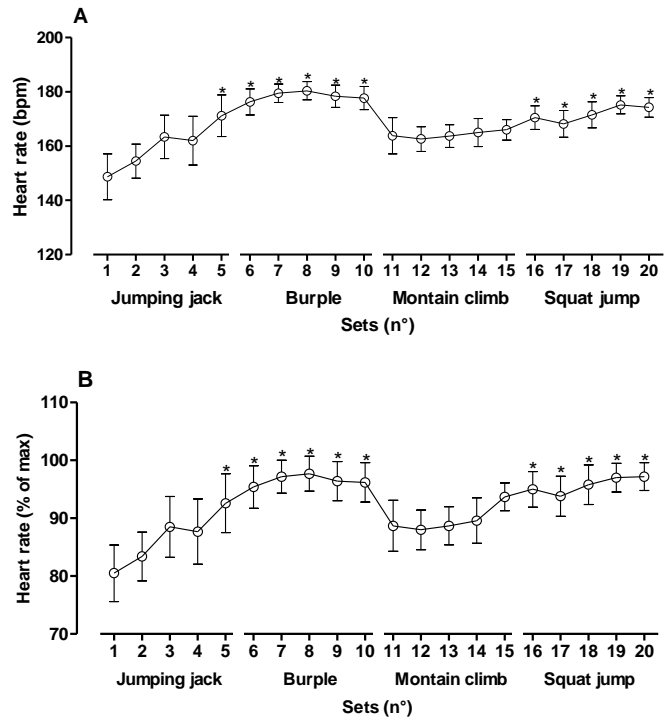 A
200
180
160
140
120
Heart rate (bpm)
* * * * * * * * * * *
1 2 3 4 5 6 7 8 9 10 11 12 13 14 15 16 17 18 19 20
Jumping jack Burple Montain climb Squat jump
Sets (n°)
B
110
100
90
80
70
Heart rate (% of max)
* * * * * * * * * * *
1 2 3 4 5 6 7 8 9 10 11 12 13 14 15 16 17 18 19 20
Jumping jack Burple Montain climb Squat jump
Sets (n°)